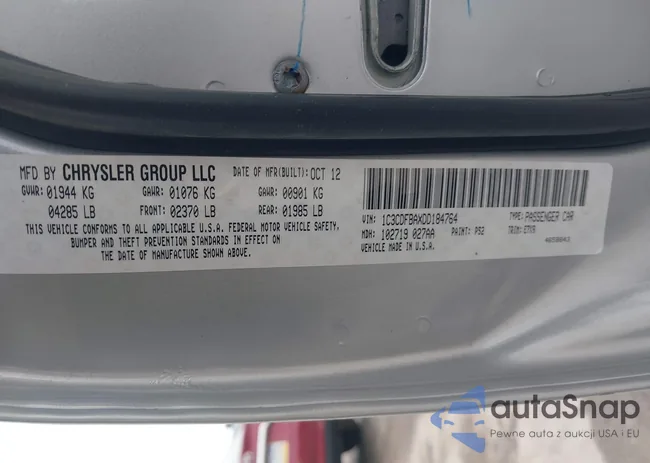 MFD BY CHRYSLER GROUP LLC DATE OF MFR(BUILT): OCT 12
GVWR: 01944 KG GAWR: 01076 KG GAWR: 00901 KG
04285 LB FRONT: 02370 LB REAR: 01985 LB
THIS VEHICLE CONFORMS TO ALL APPLICABLE U.S.A. FEDERAL MOTOR VEHICLE SAFETY,
BUMPER AND THEFT PREVENTION STANDARDS IN EFFECT ON
THE DATE OF MANUFACTURE SHOWN ABOVE.
VIN: 1C3CDFBAXDD184764 TYPE: PASSENGER CAR
MDH: 102719 027AA PAINT: PS2 TRIM: E7X9
VEHICLE MADE IN U.S.A.
autaSnap
Pewne auta z aukcji USA i EU